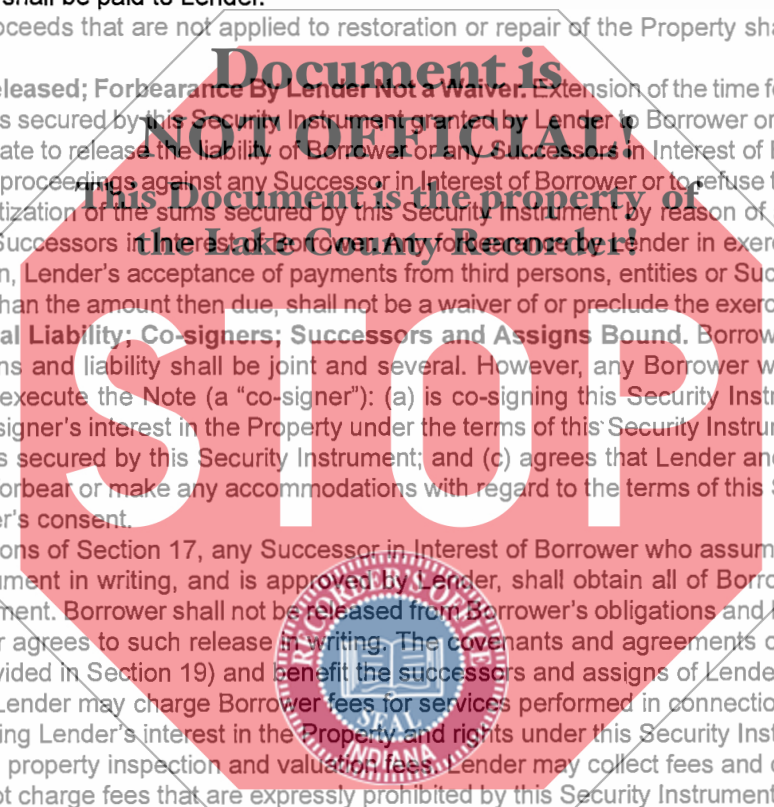 shall be paid to Lender.
oceeds that are not applied to restoration or repair of the Property sha
Document is
eleased; Forbearance By Lender Not a Waiver. Extension of the time fo
s secured by this Security Instrument granted by Lender to Borrower or
NOT OFFICIAL!
ate to release the liability of Borrower or any Successors in Interest of
proceedings against any Successor in Interest of Borrower or to refuse t
This Document is the property of
tization of the sums secured by this Security Instrument by reason of
Successors in Interest of Borrower. Any forbearance by Lender in exerc
the Lake County Recorder!
n, Lender's acceptance of payments from third persons, entities or Suc
han the amount then due, shall not be a waiver of or preclude the exerc
al Liability; Co-signers; Successors and Assigns Bound. Borrow
ns and liability shall be joint and several. However, any Borrower w
execute the Note (a "co-signer"): (a) is co-signing this Security Instr
signer's interest in the Property under the terms of this Security Instrum
STOP
s secured by this Security Instrument; and (c) agrees that Lender and
orbear or make any accommodations with regard to the terms of this S
er's consent.
ons of Section 17, any Successor in Interest of Borrower who assum
ument in writing, and is approved by Lender, shall obtain all of Borro
ment. Borrower shall not be released from Borrower's obligations and l
r agrees to such release in writing. The covenants and agreements o
vided in Section 19) and benefit the successors and assigns of Lende
RECORDER'S OFFICE
Lender may charge Borrower fees for services performed in connectio
SEAL
ing Lender's interest in the Property and rights under this Security Inst
INDIANA
property inspection and valuation fees. Lender may collect fees and c
ot charge fees that are expressly prohibited by this Security Instrument